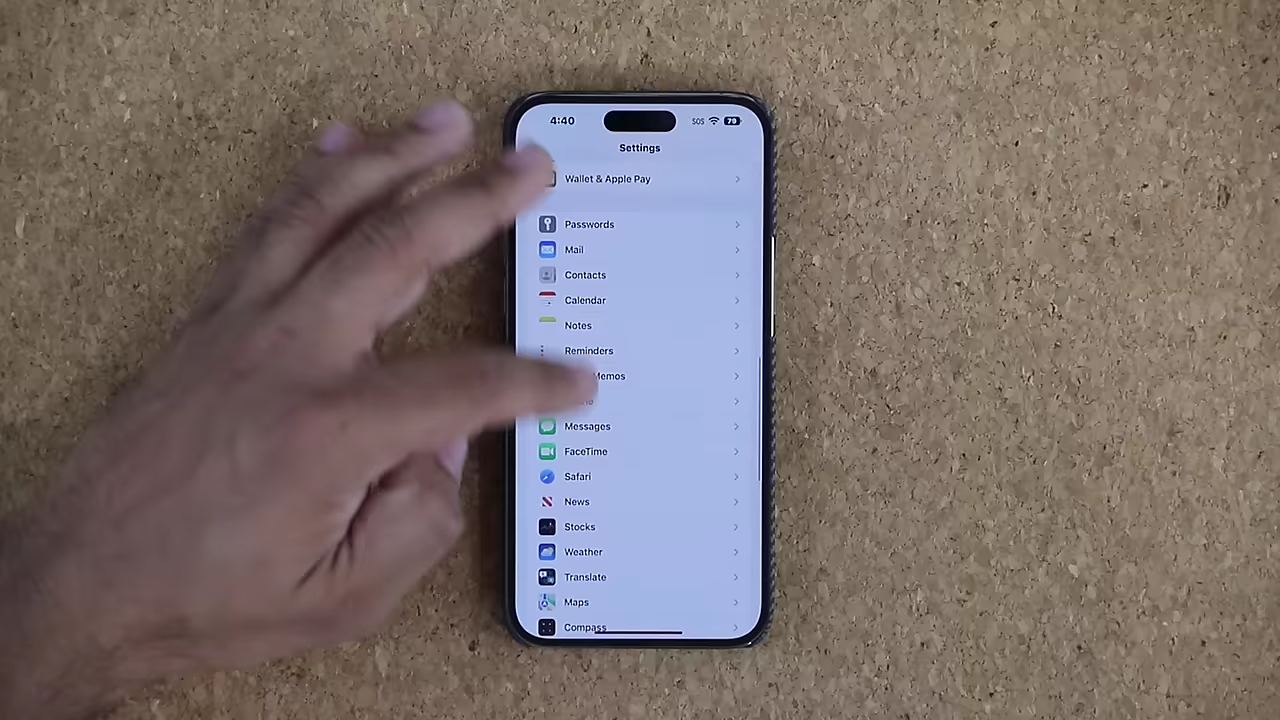 4:40
SOS
79
Settings
Wallet & Apple Pay
Passwords
Mail
Contacts
Calendar
Notes
Reminders
Memos
Messages
FaceTime
Safari
News
Stocks
Weather
Translate
Maps
Compass